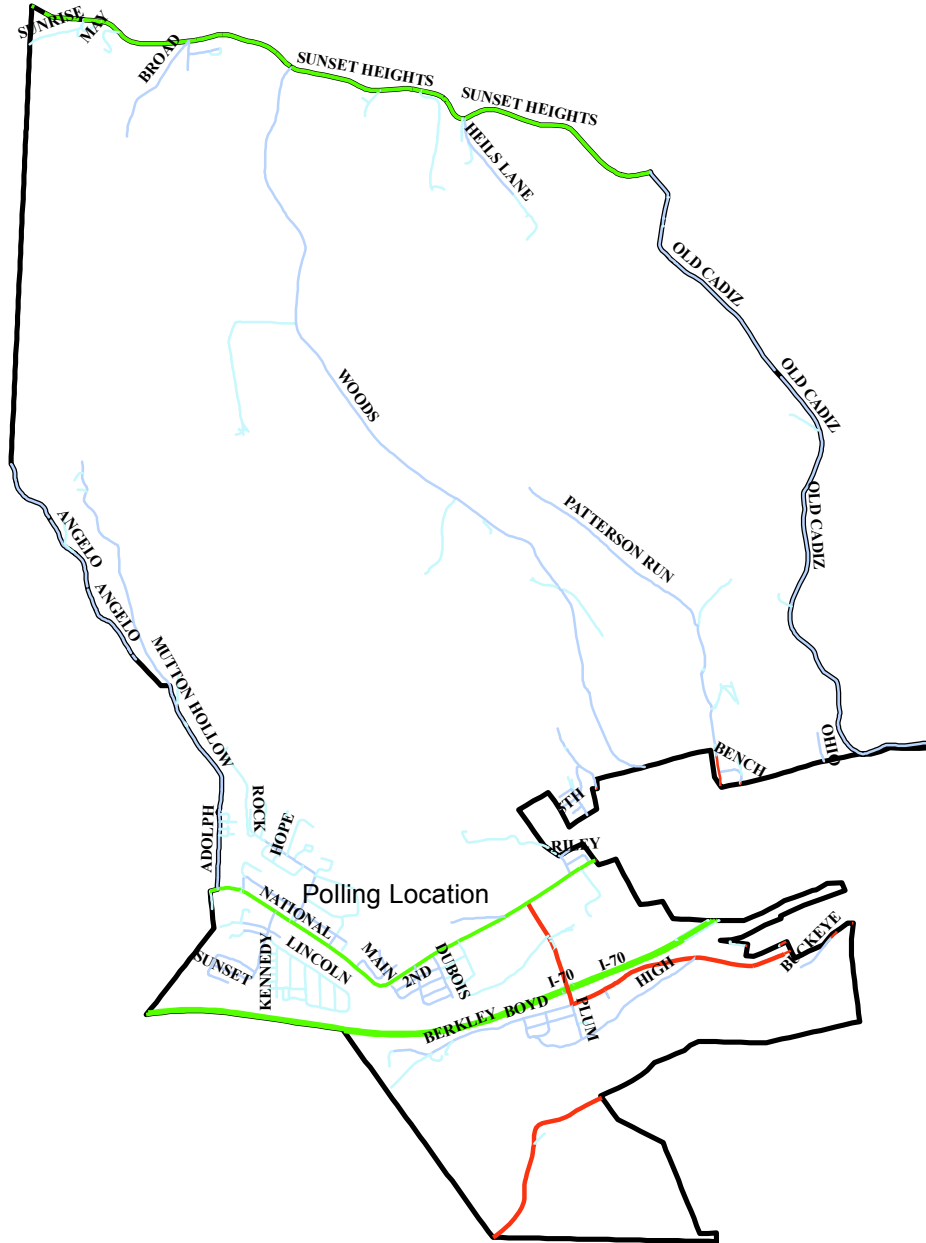 SUNRISE
MAY
BROAD
SUNSET HEIGHTS
SUNSET HEIGHTS
HEILS LANE
OLD CADIZ
OLD CADIZ
WOODS
OLD CADIZ
PATTERSON RUN
ANGELO
ANGELO
MUTTON HOLLOW
OHIO
BENCH
5TH
ROCK
ADOLPH
HOPE
RILEY
Polling Location
NATIONAL
BUCKEYE
MAIN
LINCOLN
DUBOIS
SUNSET
KENNEDY
2ND
I-70
I-70
HIGH
PLUM
BERKLEY BOYD